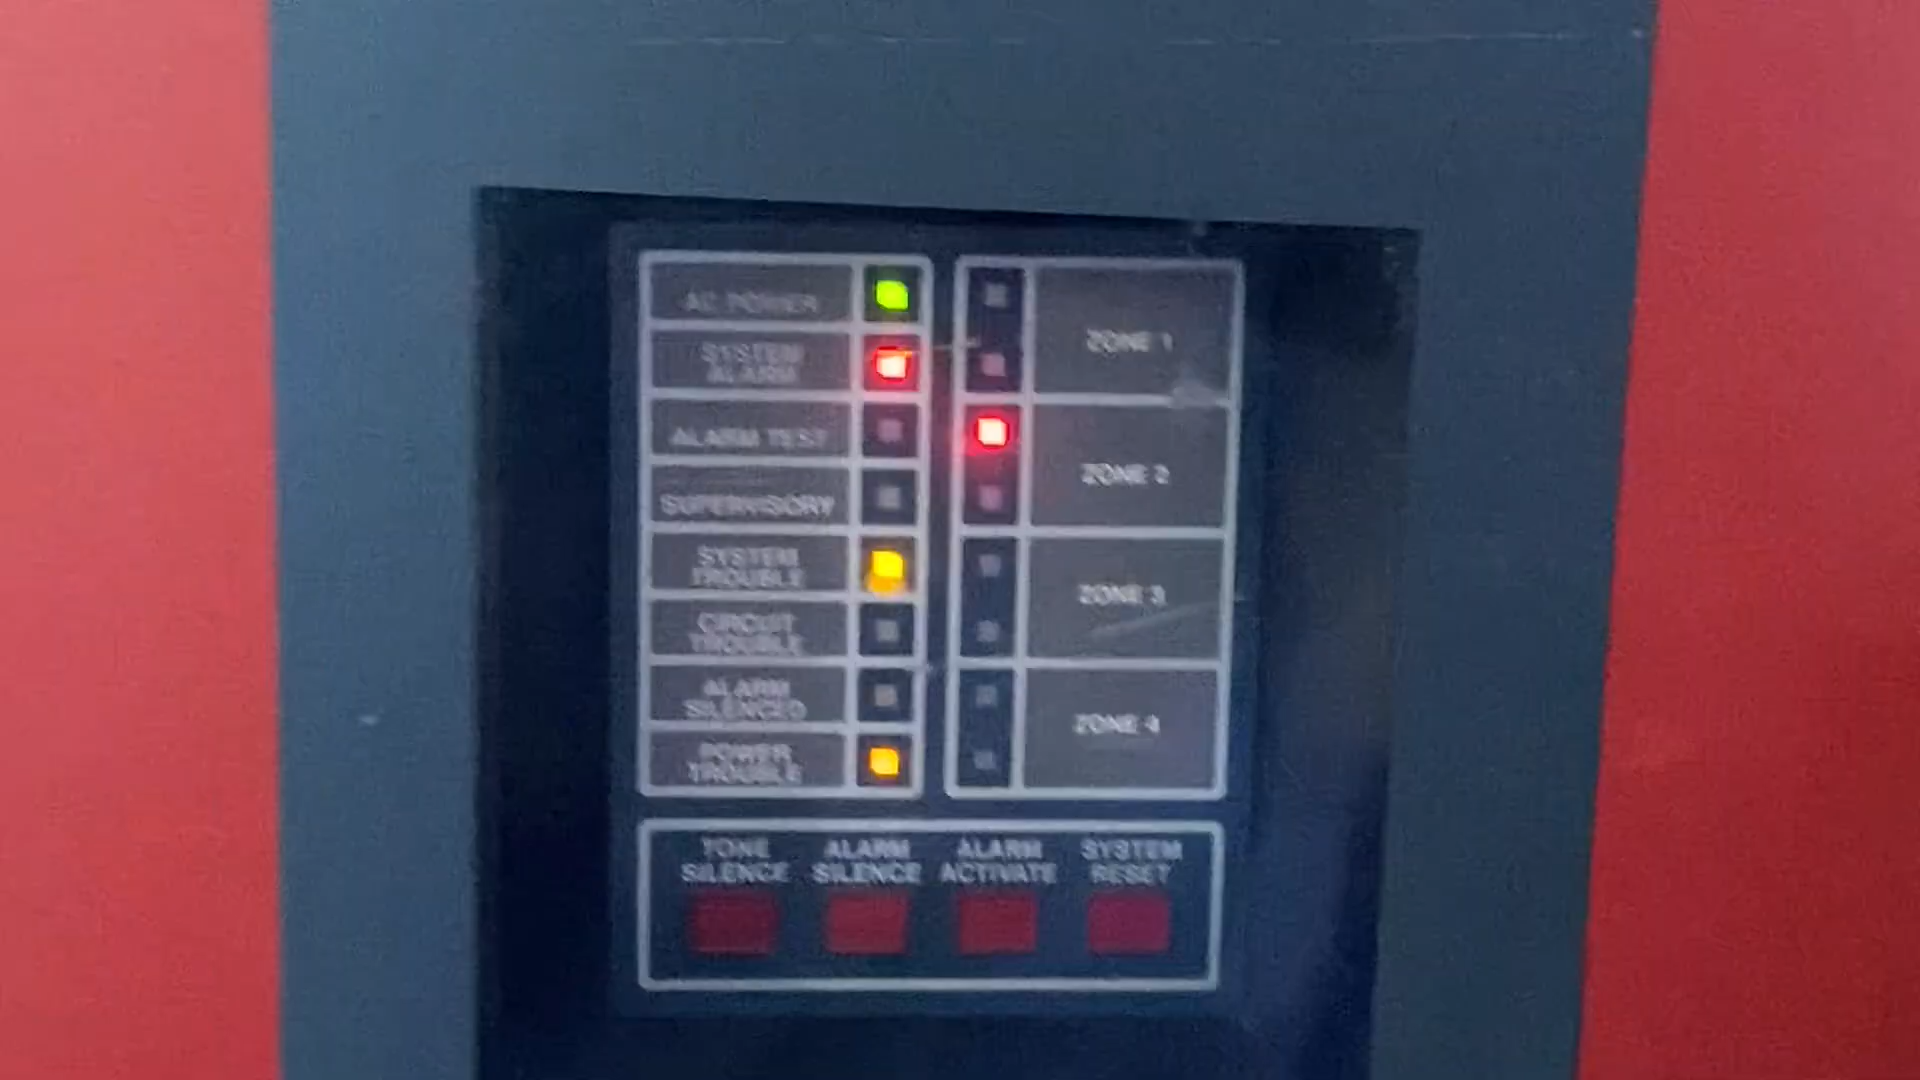 AC POWER
SYSTEM
ALARM
ALARM TEST
SUPERVISORY
SYSTEM
TROUBLE
CIRCUIT
TROUBLE
ALARM
SILENCED
POWER
TROUBLE
ZONE 1
ZONE 2
ZONE 3
ZONE 4
TONE
SILENCE
ALARM
SILENCE
ALARM
ACTIVATE
SYSTEM
RESET